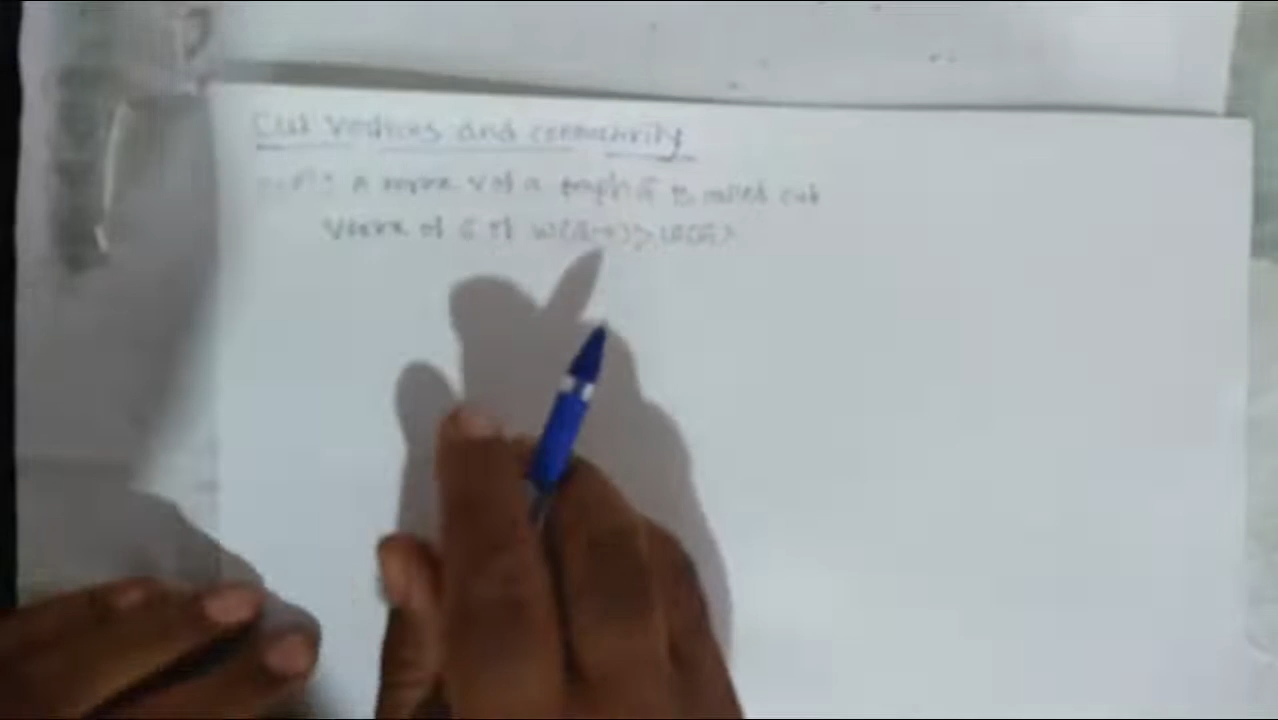 Cut vertices and connectivity
A vertex v of a graph G is called cut
vertex of G if w(G-v) > w(G)